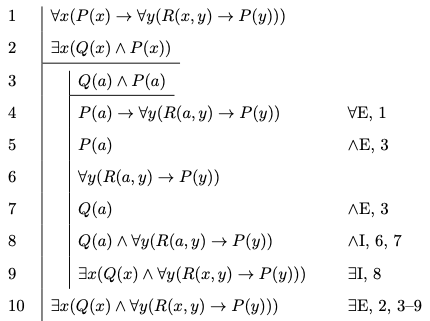 1 ∀x(P(x) → ∀y(R(x, y) → P(y)))
2 ∃x(Q(x) ∧ P(x))
3 Q(a) ∧ P(a)
4 P(a) → ∀y(R(a, y) → P(y)) ∀E, 1
5 P(a) ∧E, 3
6 ∀y(R(a, y) → P(y))
7 Q(a) ∧E, 3
8 Q(a) ∧ ∀y(R(a, y) → P(y)) ∧I, 6, 7
9 ∃x(Q(x) ∧ ∀y(R(x, y) → P(y))) ∃I, 8
10 ∃x(Q(x) ∧ ∀y(R(x, y) → P(y))) ∃E, 2, 3–9